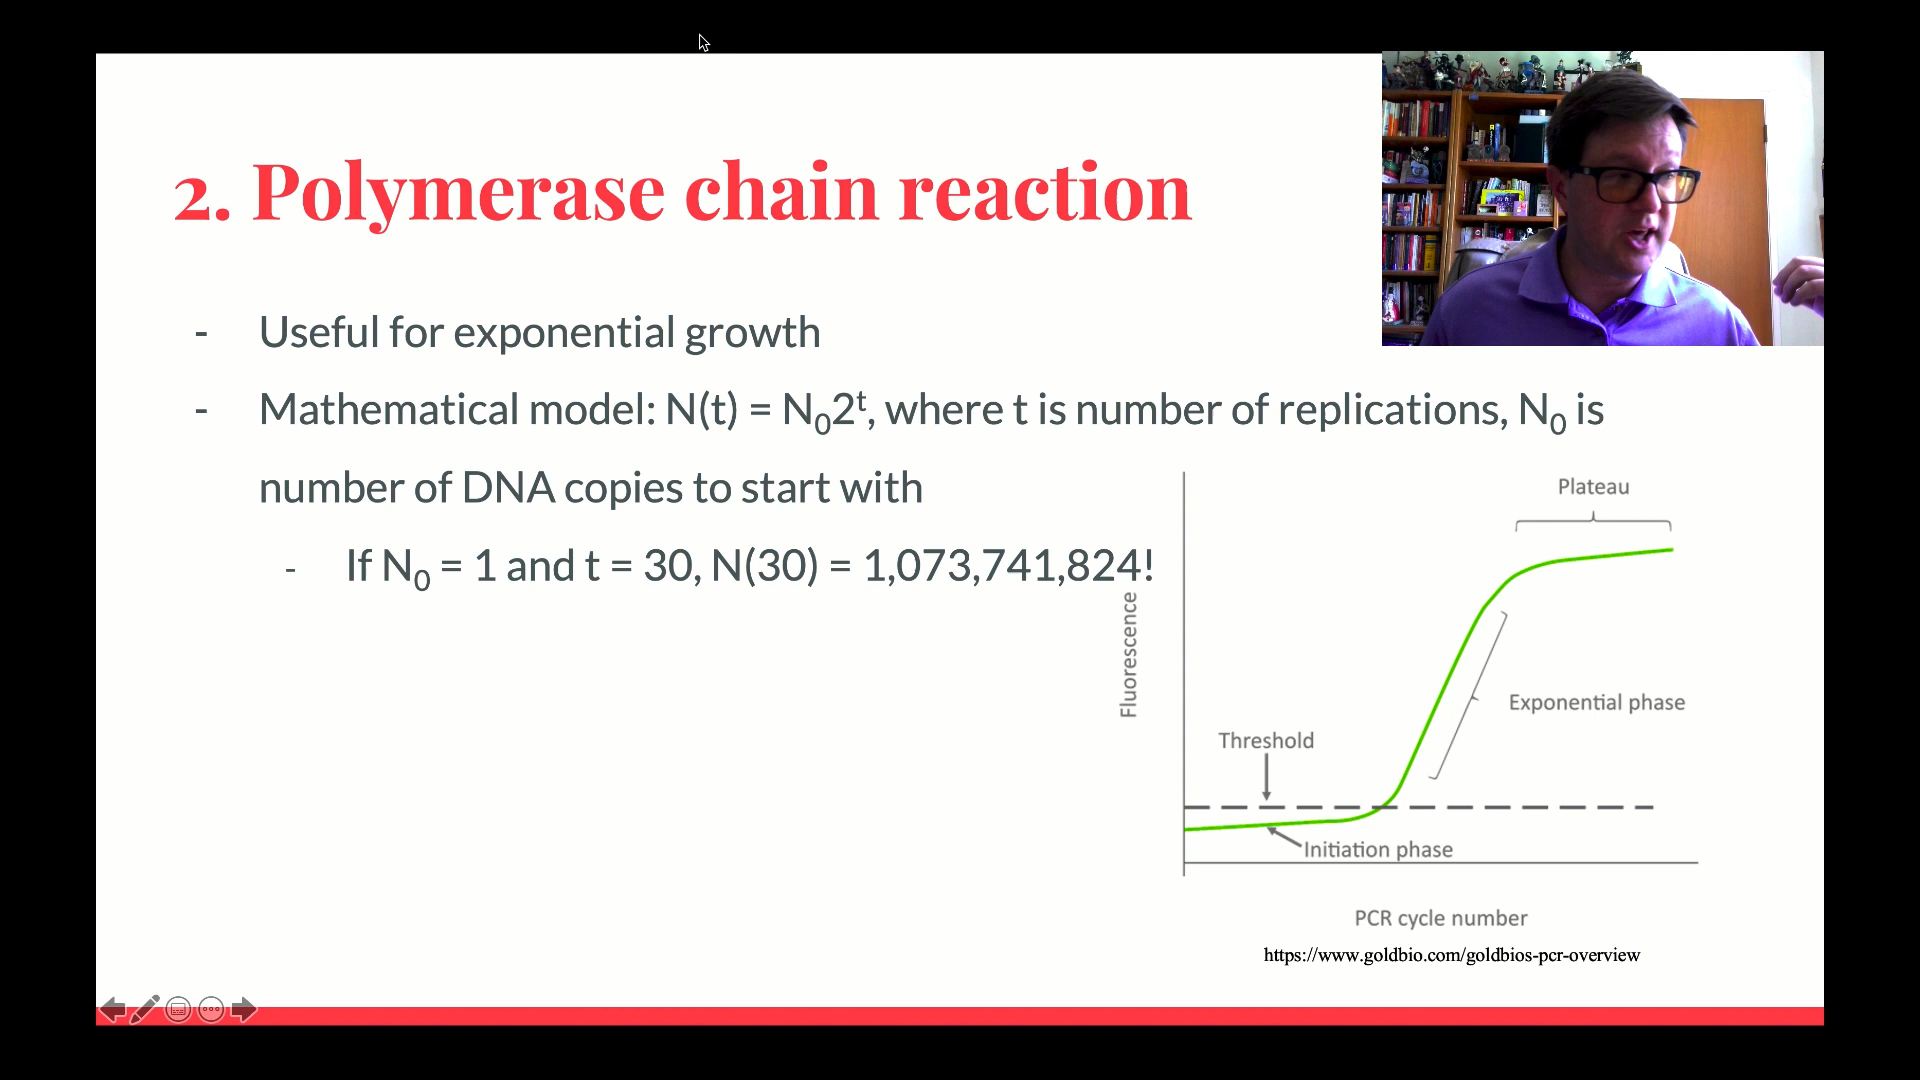 2. Polymerase chain reaction
- Useful for exponential growth
- Mathematical model: N(t) = N₀2ᵗ, where t is number of replications, N₀ is
number of DNA copies to start with
- If N₀ = 1 and t = 30, N(30) = 1,073,741,824!
Plateau
Fluorescence
Exponential phase
Threshold
Initiation phase
PCR cycle number
https://www.goldbio.com/goldbios-pcr-overview